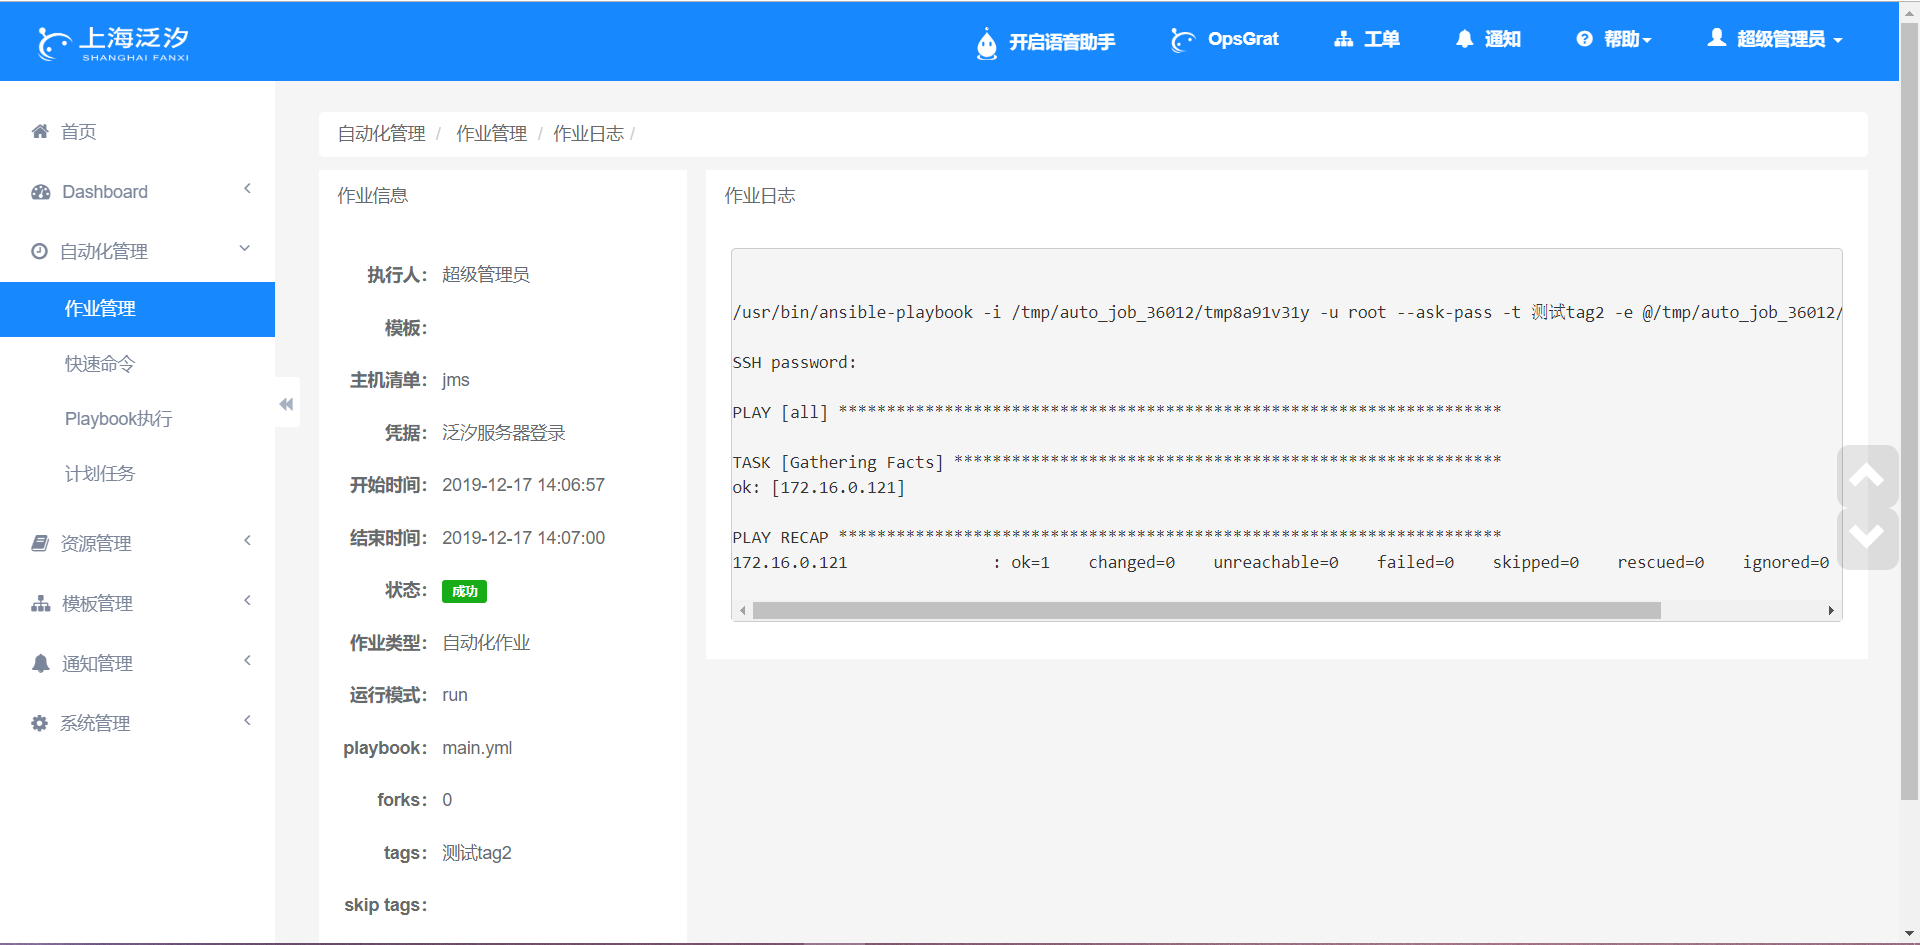 上海泛汐
SHANGHAI FANXI
开启语音助手
OpsGrat
工单
通知
帮助
超级管理员
首页
Dashboard
自动化管理
作业管理
快速命令
Playbook执行
计划任务
资源管理
模板管理
通知管理
系统管理
自动化管理 / 作业管理 / 作业日志 /
作业信息
执行人： 超级管理员
模板：
主机清单： jms
凭据： 泛汐服务器登录
开始时间： 2019-12-17 14:06:57
结束时间： 2019-12-17 14:07:00
状态： 成功
作业类型： 自动化作业
运行模式： run
playbook： main.yml
forks： 0
tags： 测试tag2
skip tags：
作业日志
/usr/bin/ansible-playbook -i /tmp/auto_job_36012/tmp8a91v31y -u root --ask-pass -t 测试tag2 -e @/tmp/auto_job_36012/
SSH password:
PLAY [all] *********************************************************************
TASK [Gathering Facts] *********************************************************
ok: [172.16.0.121]
PLAY RECAP *********************************************************************
172.16.0.121 : ok=1 changed=0 unreachable=0 failed=0 skipped=0 rescued=0 ignored=0